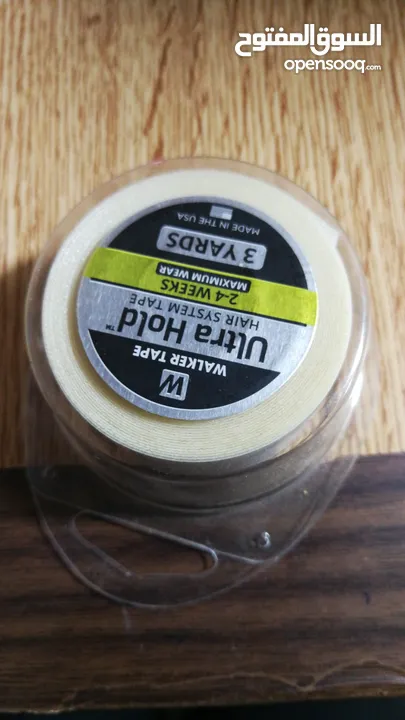 السوق المفتوح
opensooq.com
W
WALKER TAPE
Ultra Hold™
HAIR SYSTEM TAPE
2-4 WEEKS
MAXIMUM WEAR
3 YARDS
MADE IN THE USA